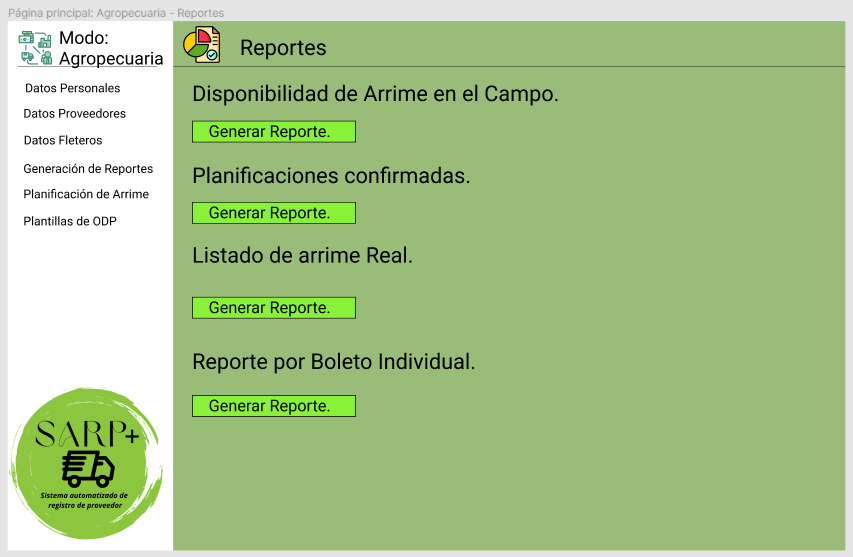 Página principal: Agropecuaria - Reportes
Modo:
Agropecuaria
Datos Personales
Datos Proveedores
Datos Fleteros
Generación de Reportes
Planificación de Arrime
Plantillas de ODP
SARP+
Sistema automatizado de
registro de proveedor
Reportes
Disponibilidad de Arrime en el Campo.
Generar Reporte.
Planificaciones confirmadas.
Generar Reporte.
Listado de arrime Real.
Generar Reporte.
Reporte por Boleto Individual.
Generar Reporte.